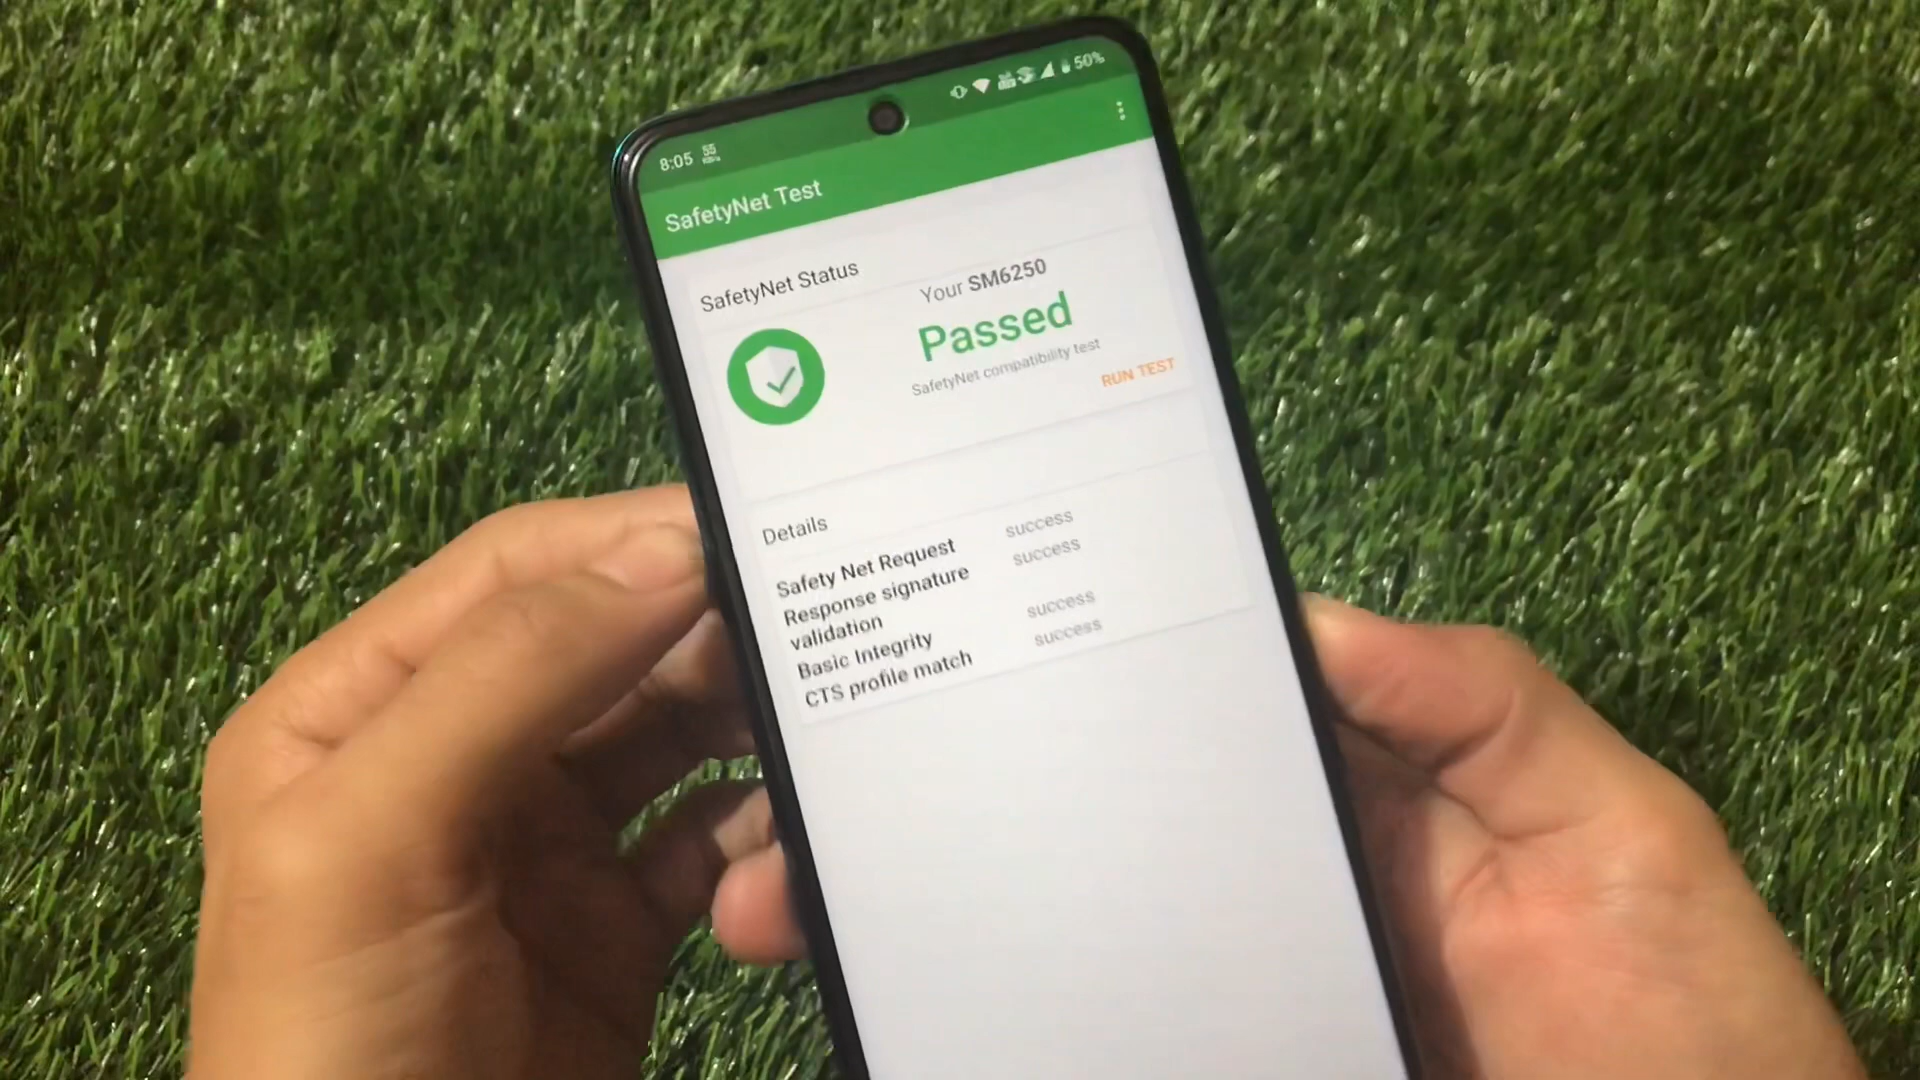 8:05 55
50%
SafetyNet Test
SafetyNet Status
Your SM6250
Passed
SafetyNet compatibility test
RUN TEST
Details
Safety Net Request success
Response signature success
validation
Basic Integrity success
CTS profile match success